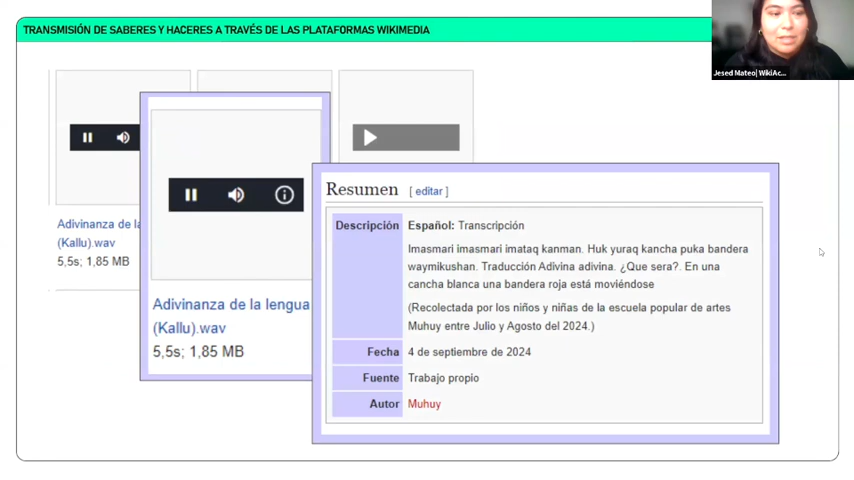 TRANSMISIÓN DE SABERES Y HACERES A TRAVÉS DE LAS PLATAFORMAS WIKIMEDIA
Jesed Mateo| WikiAc...
Adivinanza de la
(Kallu).wav
5,5s; 1,85 MB
Adivinanza de la lengua
(Kallu).wav
5,5s; 1,85 MB
Resumen [ editar ]
Descripción Español: Transcripción
Imasmari imasmari imataq kanman. Huk yuraq kancha puka bandera
waymikushan. Traducción Adivina adivina. ¿Que sera?. En una
cancha blanca una bandera roja está moviéndose
(Recolectada por los niños y niñas de la escuela popular de artes
Muhuy entre Julio y Agosto del 2024.)
Fecha 4 de septiembre de 2024
Fuente Trabajo propio
Autor Muhuy